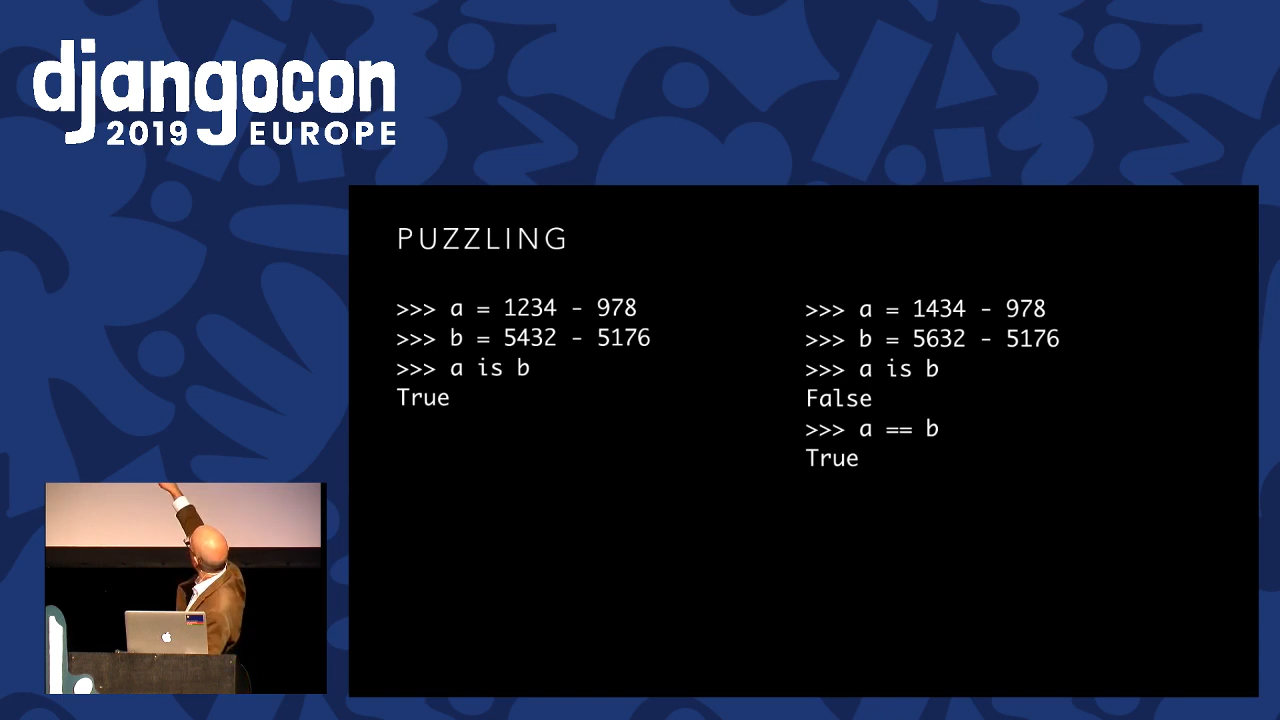 djangocon
2019 EUROPE
PUZZLING
>>> a = 1234 - 978
>>> b = 5432 - 5176
>>> a is b
True
>>> a = 1434 - 978
>>> b = 5632 - 5176
>>> a is b
False
>>> a == b
True